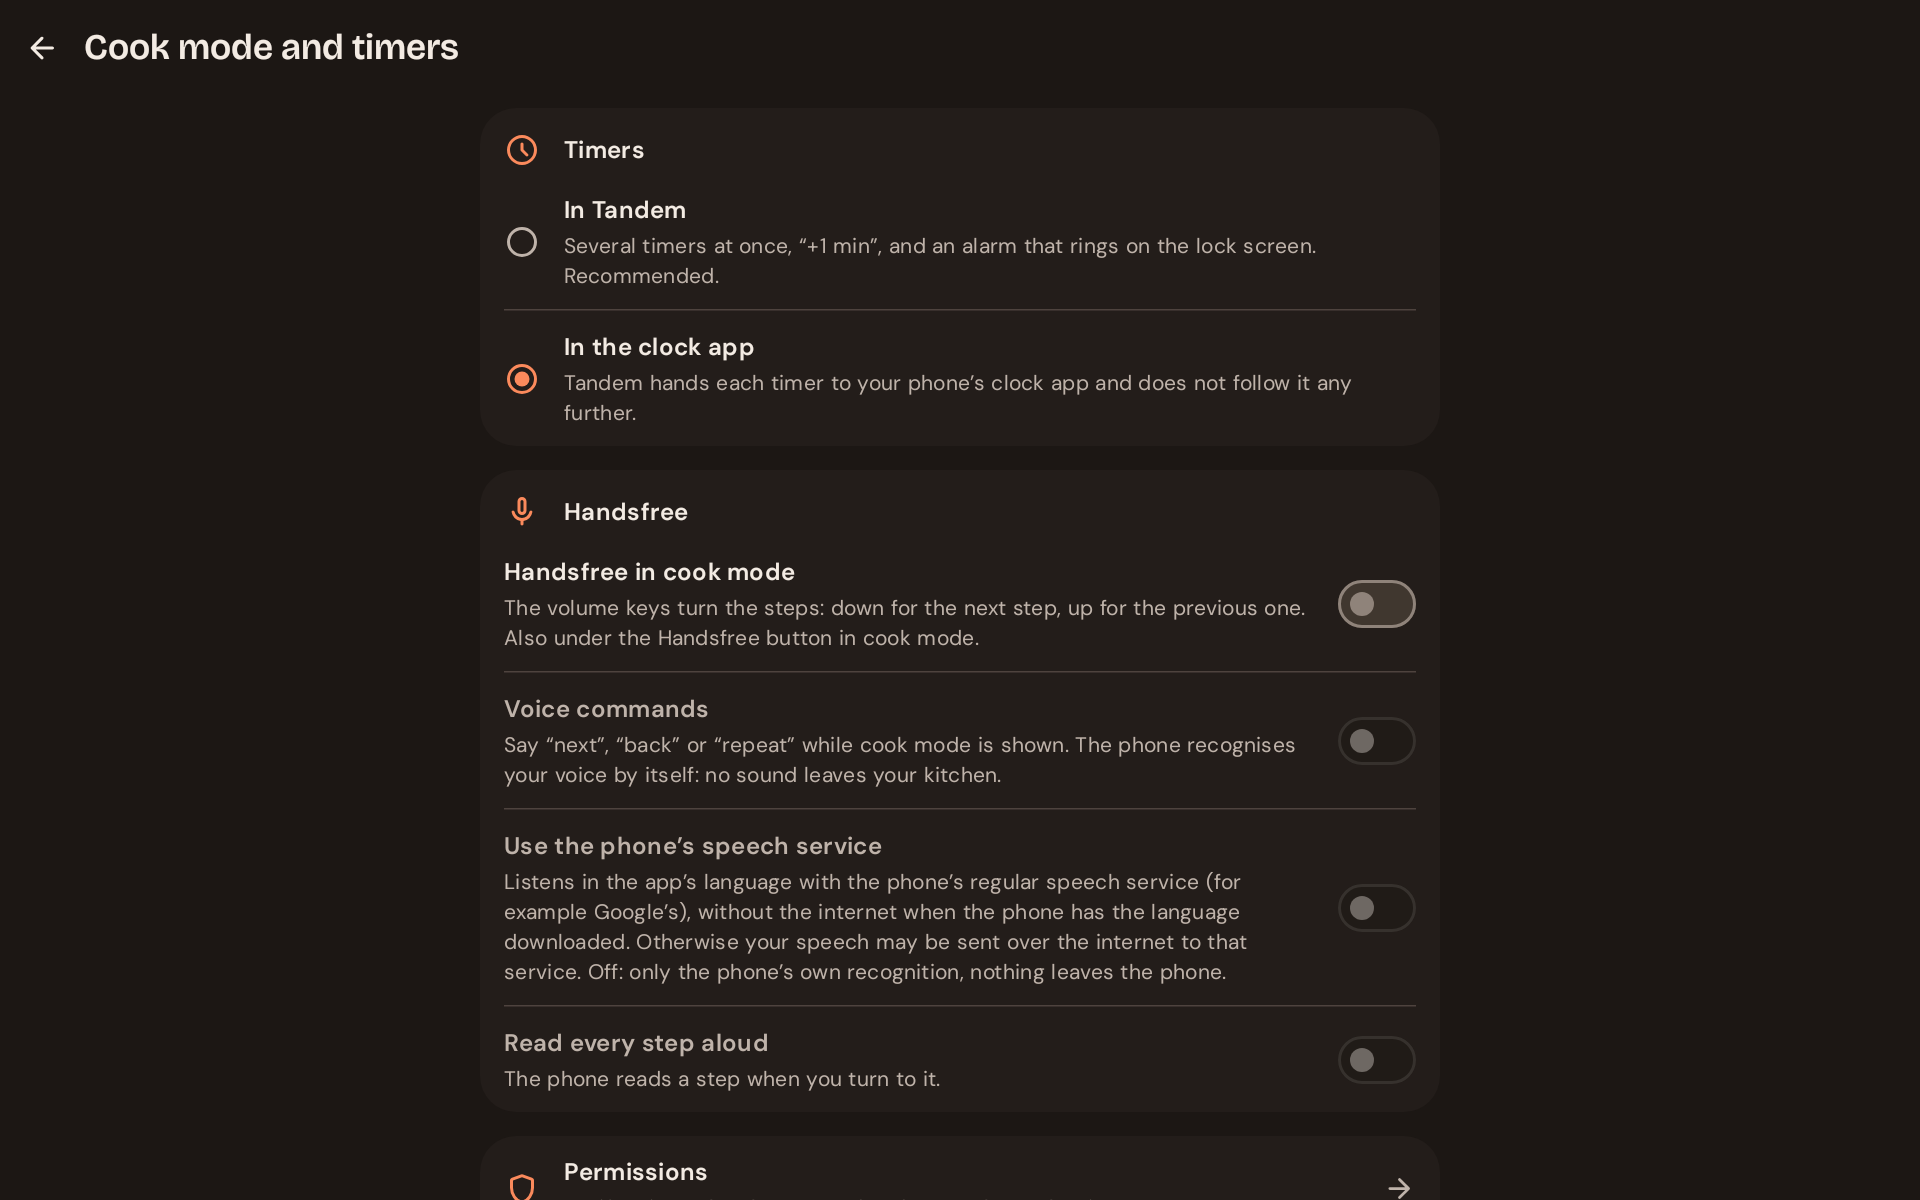 Cook mode and timers
Timers
In Tandem
Several timers at once, “+1 min”, and an alarm that rings on the lock screen.
Recommended.
In the clock app
Tandem hands each timer to your phone’s clock app and does not follow it any
further.
Handsfree
Handsfree in cook mode
The volume keys turn the steps: down for the next step, up for the previous one.
Also under the Handsfree button in cook mode.
Voice commands
Say “next”, “back” or “repeat” while cook mode is shown. The phone recognises
your voice by itself: no sound leaves your kitchen.
Use the phone’s speech service
Listens in the app’s language with the phone’s regular speech service (for
example Google’s), without the internet when the phone has the language
downloaded. Otherwise your speech may be sent over the internet to that
service. Off: only the phone’s own recognition, nothing leaves the phone.
Read every step aloud
The phone reads a step when you turn to it.
Permissions